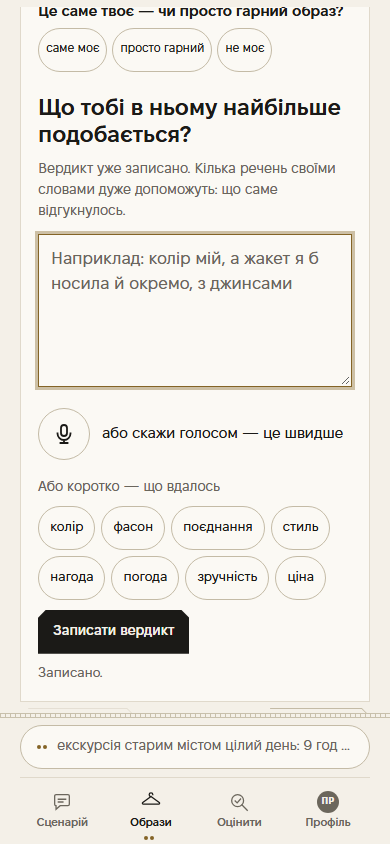 Це саме твоє — чи просто гарний образ?
саме моє
просто гарний
не моє
Що тобі в ньому найбільше
подобається?
Вердикт уже записано. Кілька речень своїми
словами дуже допоможуть: що саме
відгукнулось.
Наприклад: колір мій, а жакет я б
носила й окремо, з джинсами
або скажи голосом — це швидше
Або коротко — що вдалось
колір
фасон
поєднання
стиль
нагода
погода
зручність
ціна
Записати вердикт
Записано.
екскурсія старим містом цілий день: 9 год ...
Сценарій
Образи
Оцінити
ПР
Профіль